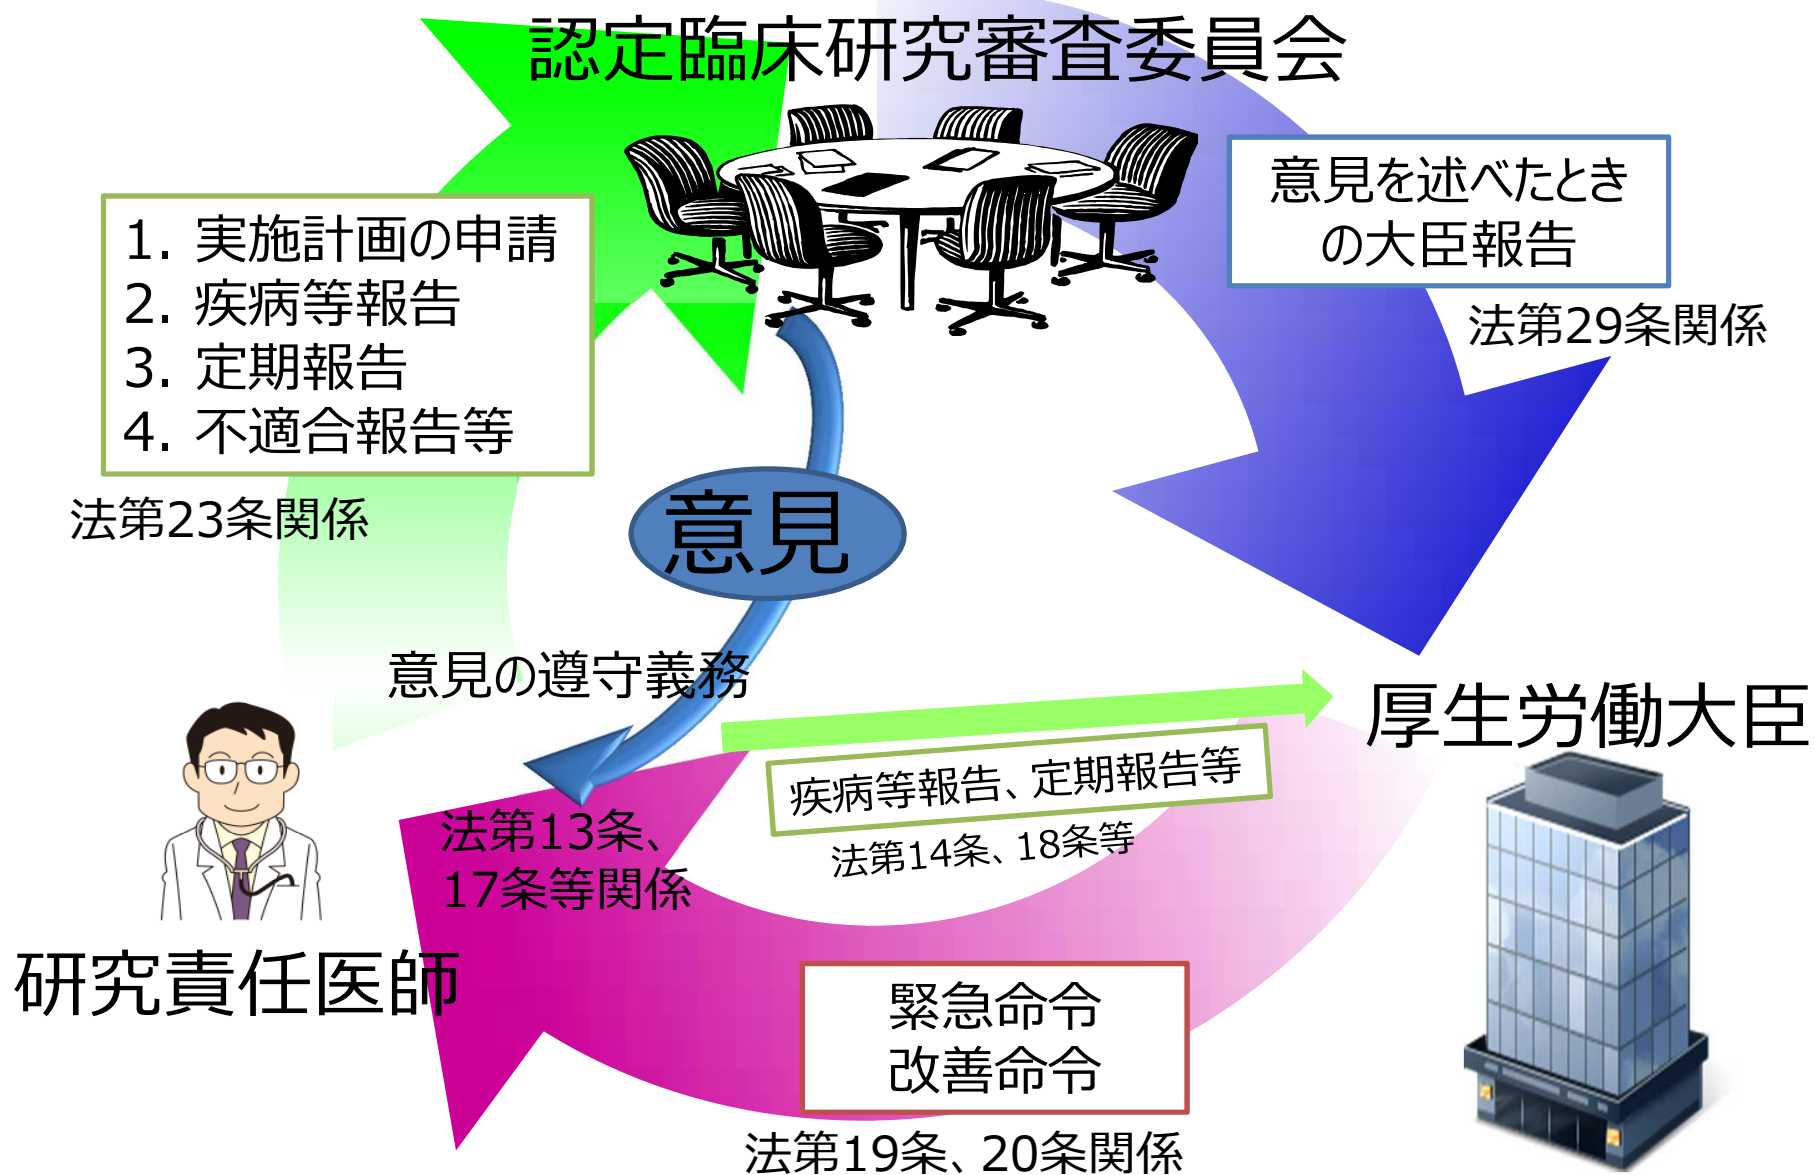 認定臨床研究審査委員会
1. 実施計画の申請
2. 疾病等報告
3. 定期報告
4. 不適合報告等
法第23条関係
意見を述べたとき
の大臣報告
法第29条関係
意見
意見の遵守義務
法第13条、
17条等関係
疾病等報告、定期報告等
法第14条、18条等
厚生労働大臣
研究責任医師
緊急命令
改善命令
法第19条、20条関係